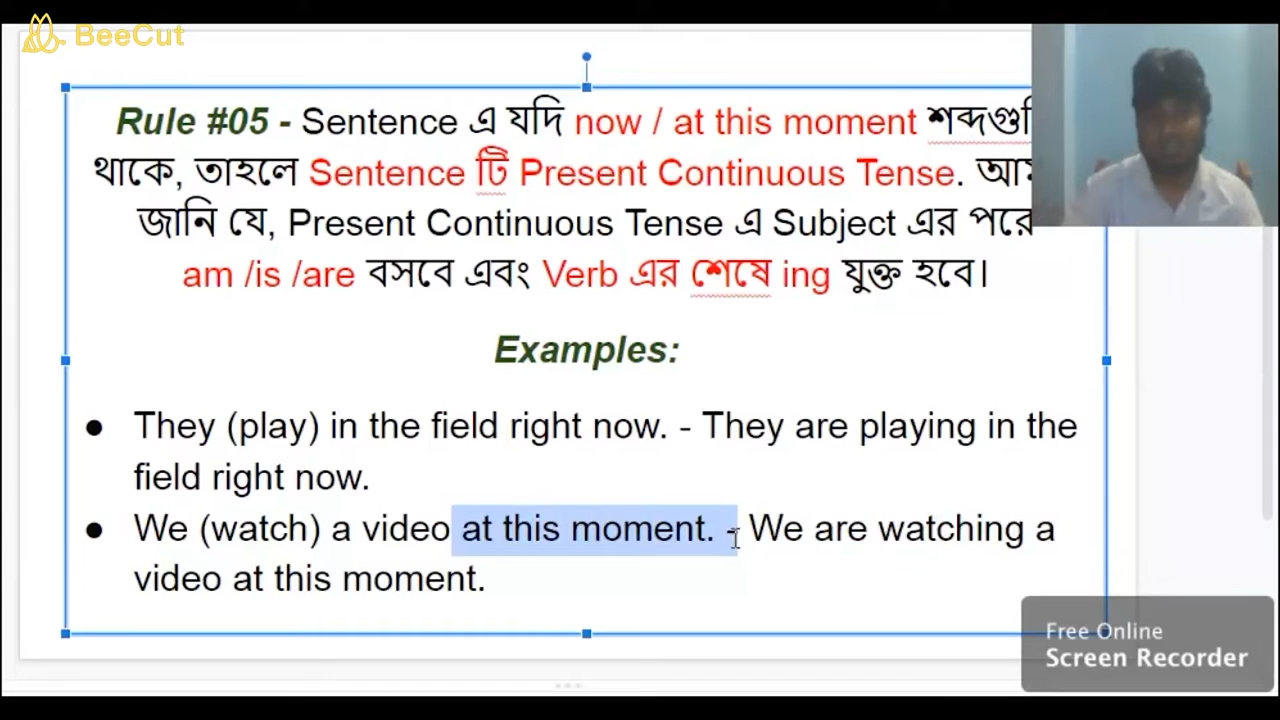 BeeCut
Rule #05 - Sentence এ যদি now / at this moment
থাকে, তাহলে Sentence টি Present Continuous Tense.
জানি যে, Present Continuous Tense এ Subject এর পরে
am /is /are বসবে এবং Verb এর শেষে ing যুক্ত হবে।
Examples:
● They (play) in the field right now. - They are playing in the
field right now.
● We (watch) a video at this moment. - We are watching a
video at this moment.
Free Online
Screen Recorder